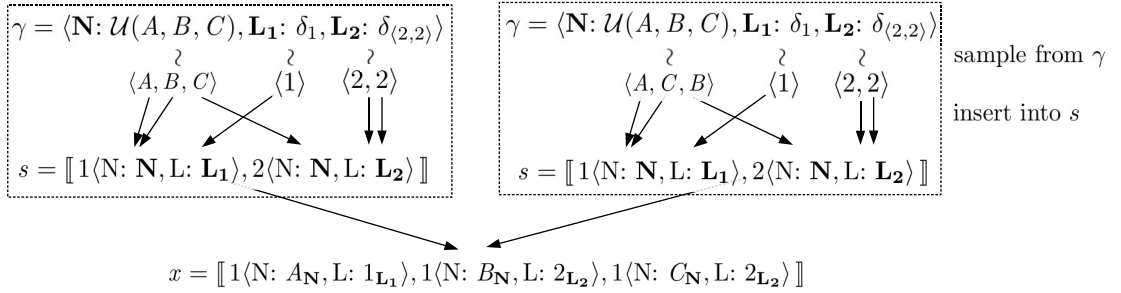 γ = ⟨N: 𝒰(A, B, C), L₁: δ₁, L₂: δ⟨2,2⟩⟩
≀ ≀ ≀
⟨A, B, C⟩ ⟨1⟩ ⟨2, 2⟩
s = ⟦1⟨N: N, L: L₁⟩, 2⟨N: N, L: L₂⟩⟧
γ = ⟨N: 𝒰(A, B, C), L₁: δ₁, L₂: δ⟨2,2⟩⟩
≀ ≀ ≀
⟨A, C, B⟩ ⟨1⟩ ⟨2, 2⟩
s = ⟦1⟨N: N, L: L₁⟩, 2⟨N: N, L: L₂⟩⟧
sample from γ
insert into s
x = ⟦1⟨N: A_N, L: 1_L₁⟩, 1⟨N: B_N, L: 2_L₂⟩, 1⟨N: C_N, L: 2_L₂⟩⟧